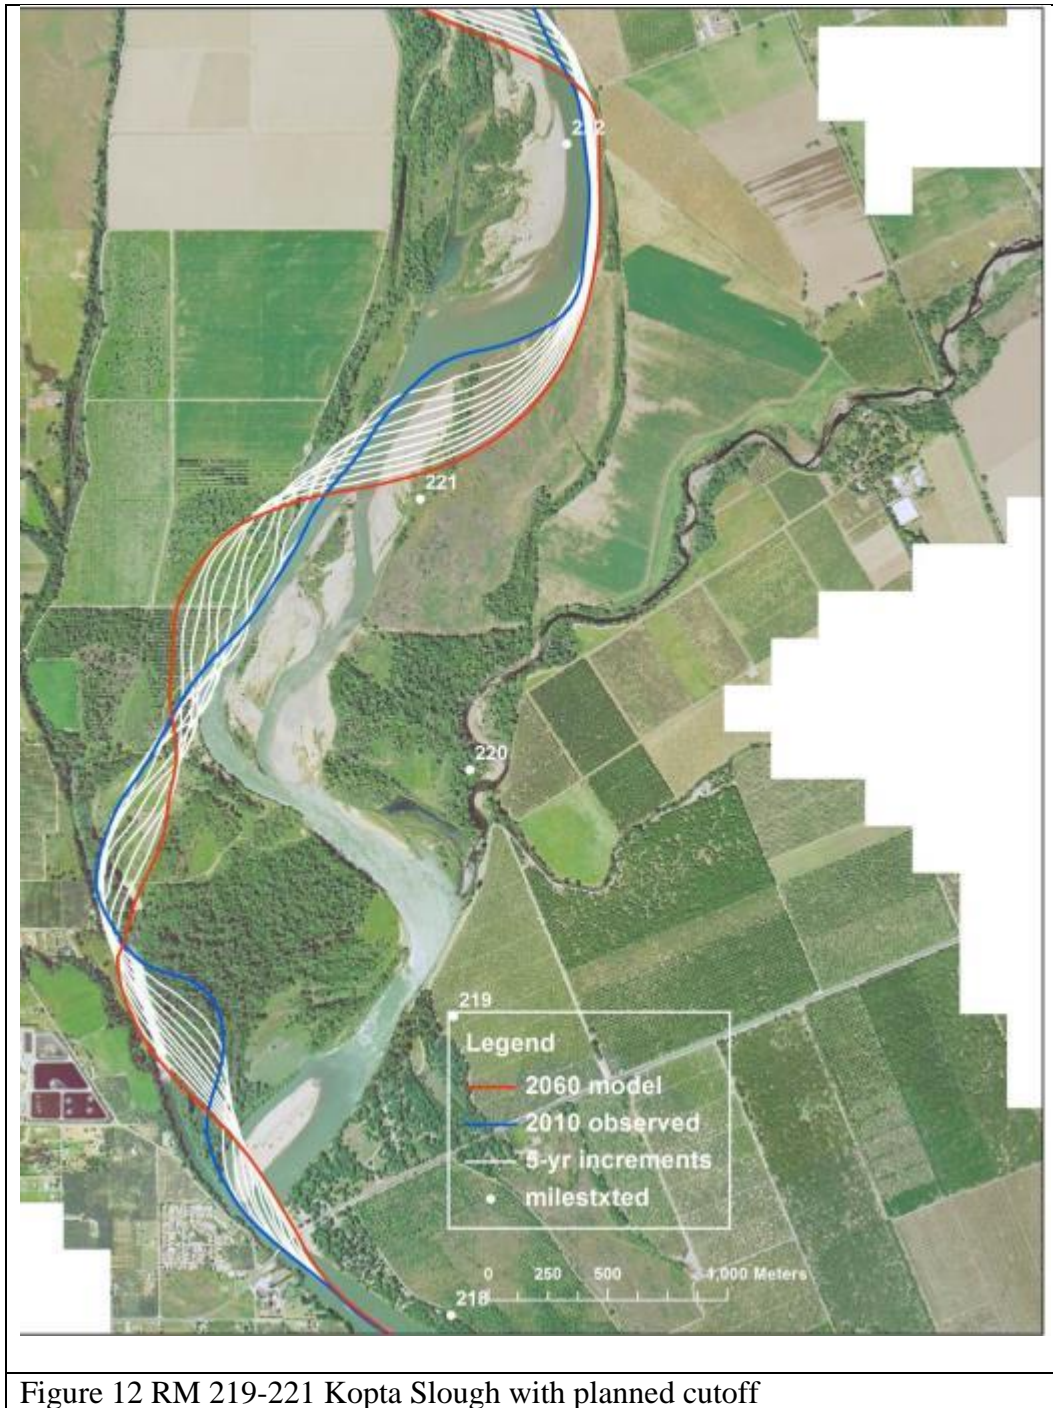 222
221
220
219
Legend
2060 model
2010 observed
5-yr increments
milestxted
0 250 500 1,000 Meters
218
Figure 12 RM 219-221 Kopta Slough with planned cutoff